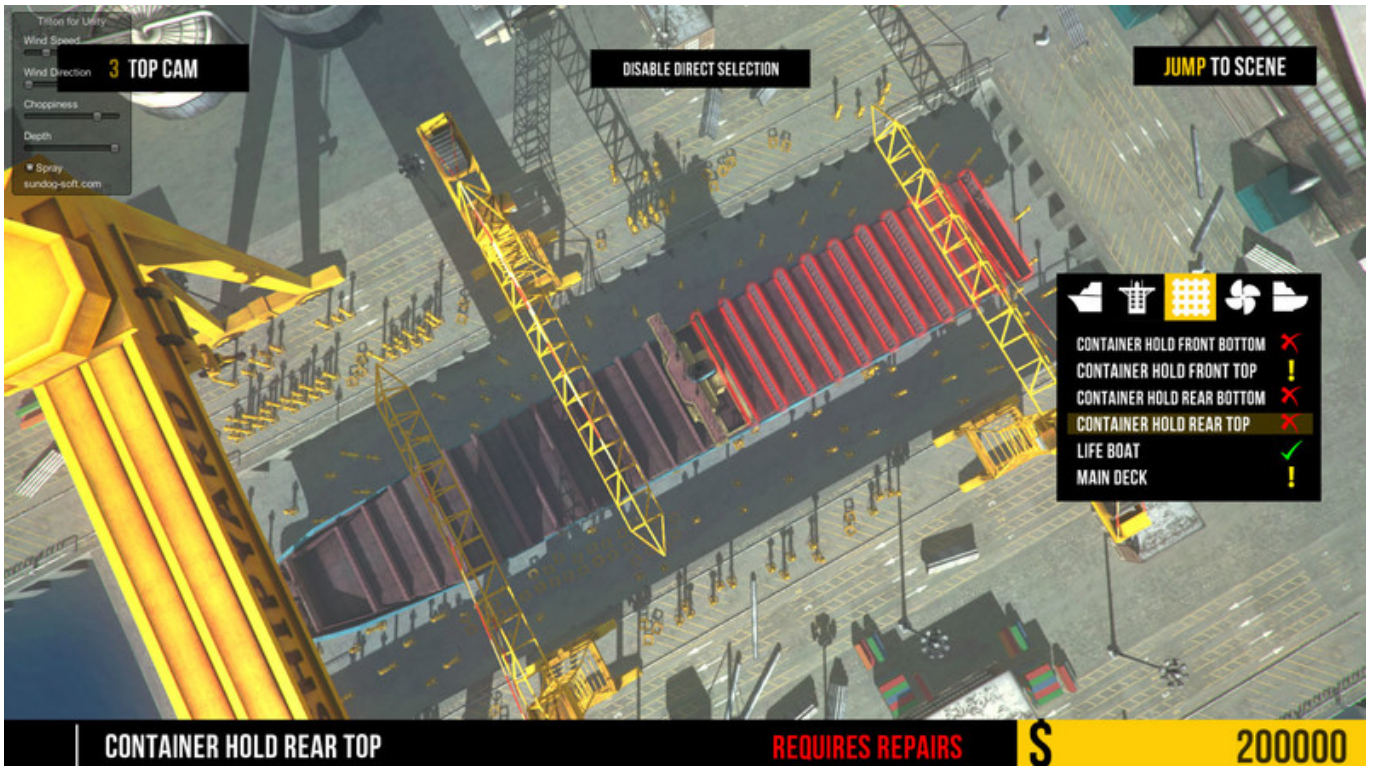 Triton for Unity
Wind Speed
Wind Direction
Choppiness
Depth
Spray
sundog-soft.com
3 TOP CAM
DISABLE DIRECT SELECTION
JUMP TO SCENE
CONTAINER HOLD FRONT BOTTOM
CONTAINER HOLD FRONT TOP !
CONTAINER HOLD REAR BOTTOM
CONTAINER HOLD REAR TOP
LIFE BOAT
MAIN DECK !
SHIPYARD
CONTAINER HOLD REAR TOP
REQUIRES REPAIRS
$ 200000